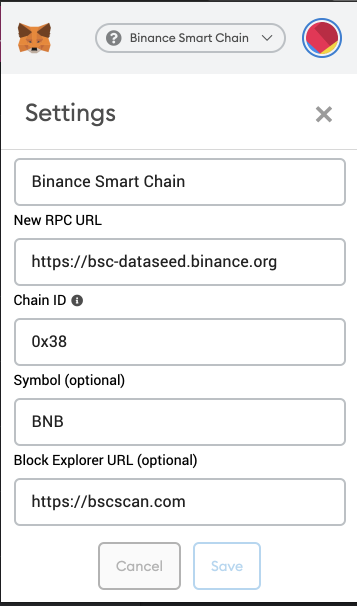 Binance Smart Chain
Settings
Binance Smart Chain
New RPC URL
https://bsc-dataseed.binance.org
Chain ID
0x38
Symbol (optional)
BNB
Block Explorer URL (optional)
https://bscscan.com
Cancel Save